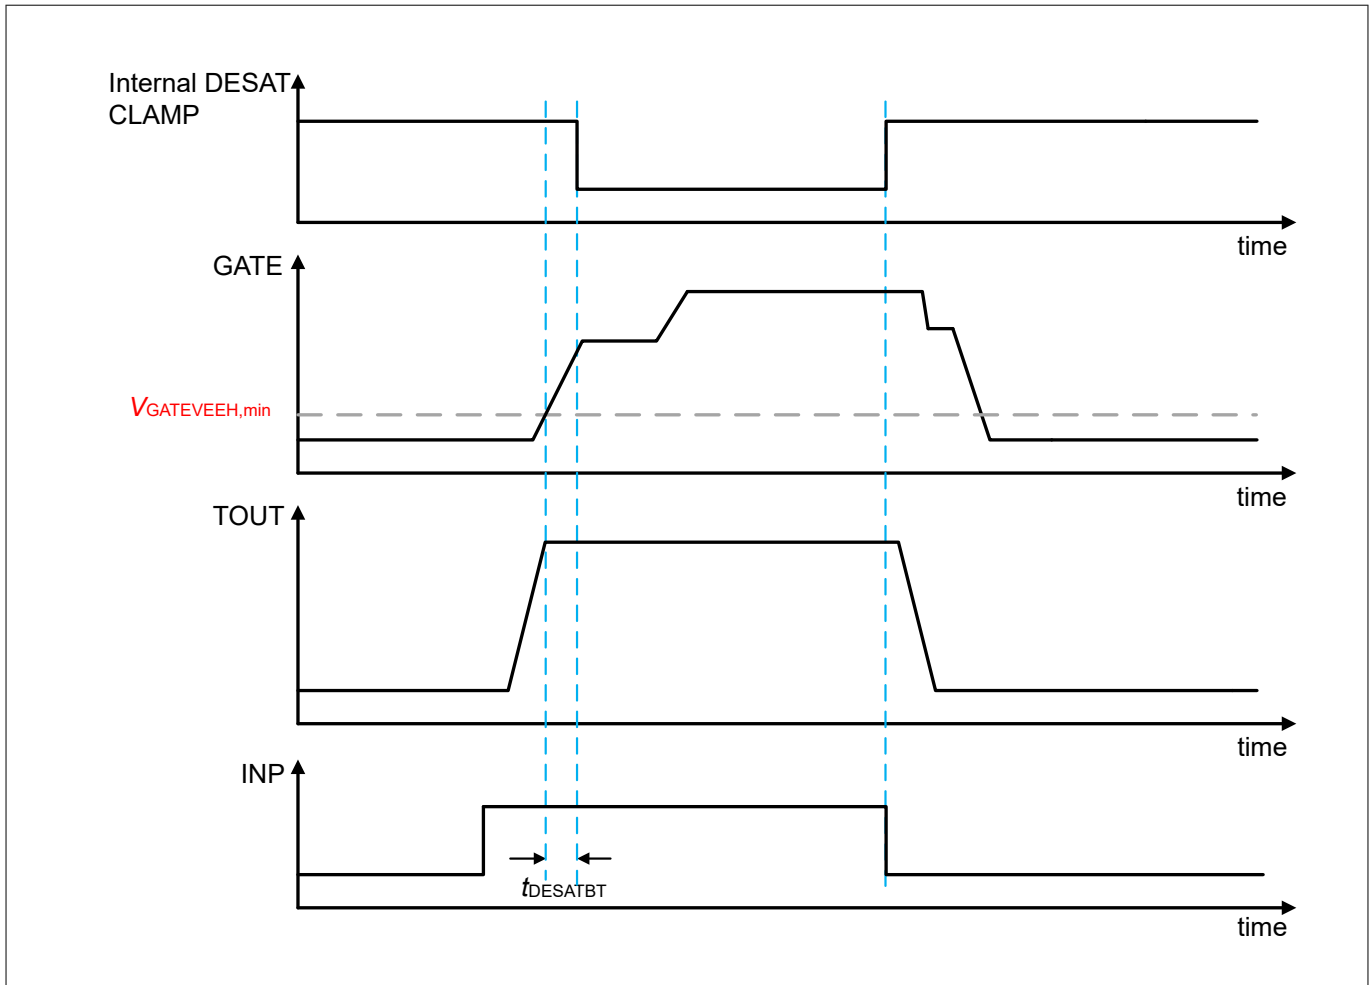 Internal DESAT
CLAMP
time
GATE
VGATEVEEH,min
time
TOUT
time
INP
tDESATBT
time